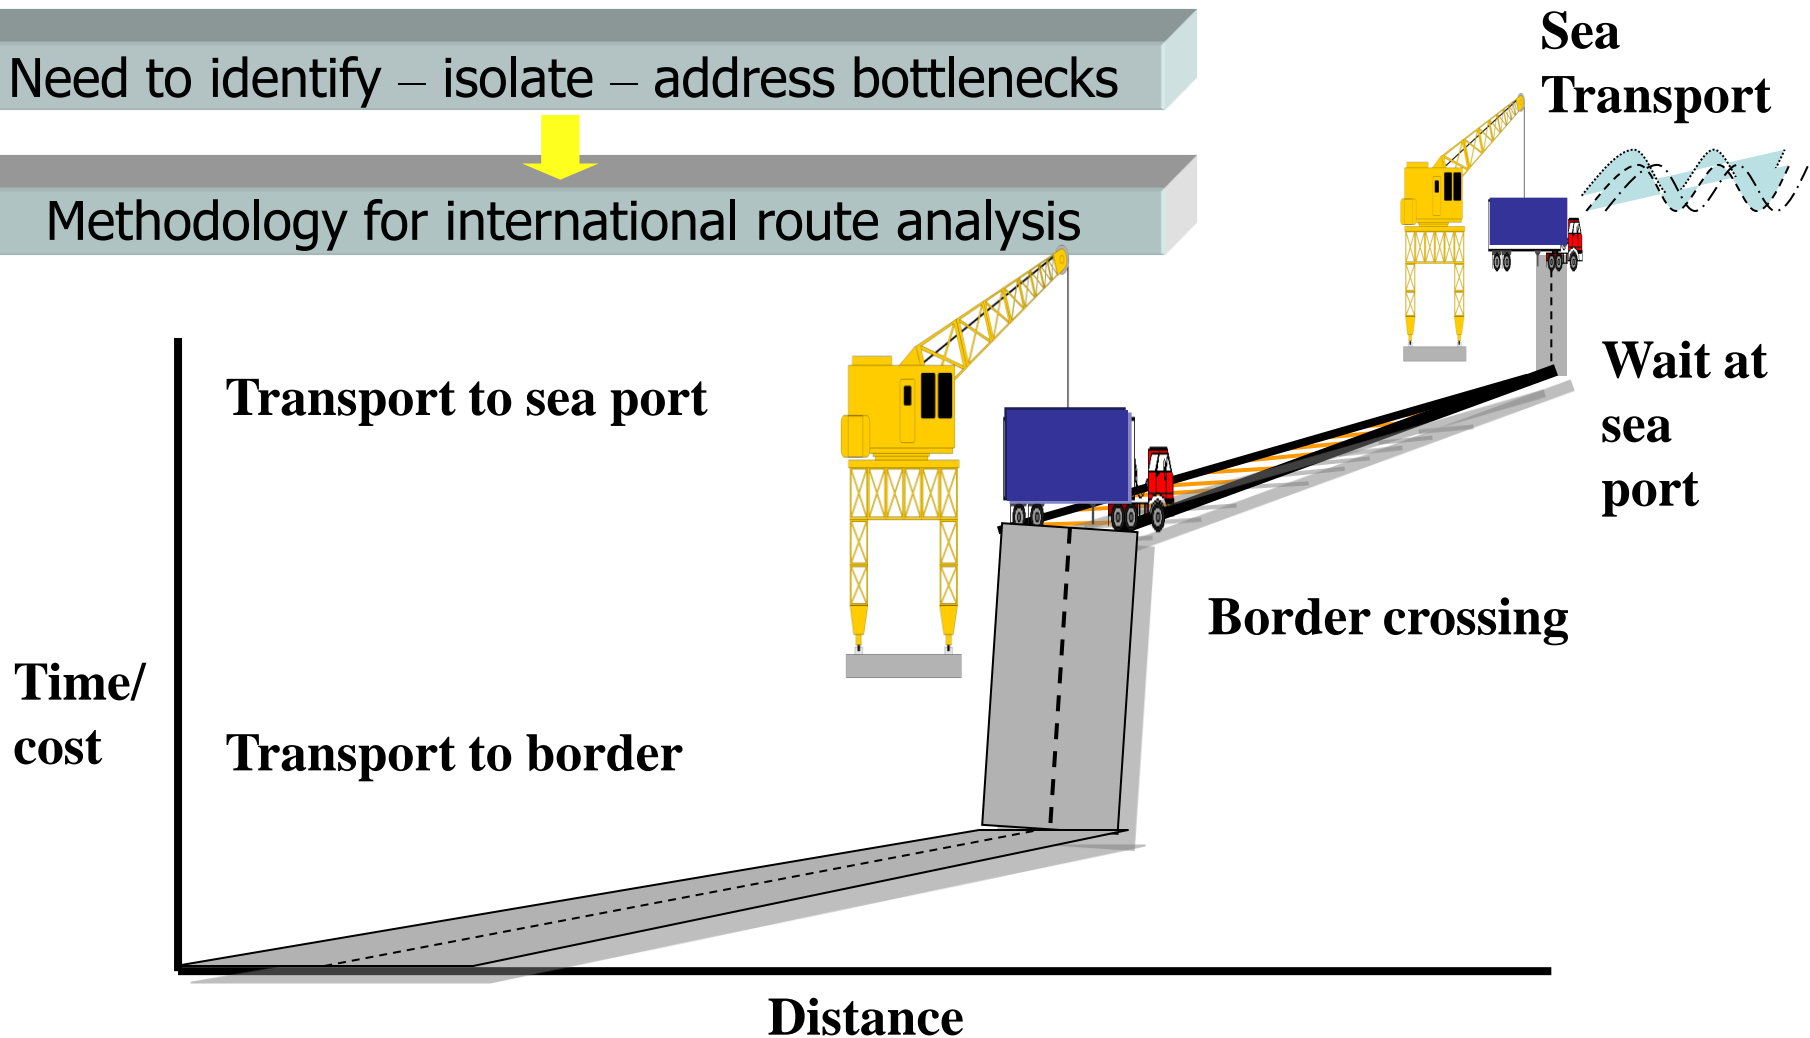 Need to identify – isolate – address bottlenecks
Methodology for international route analysis
Sea
Transport
Transport to sea port
Wait at
sea
port
Border crossing
Time/
cost
Transport to border
Distance